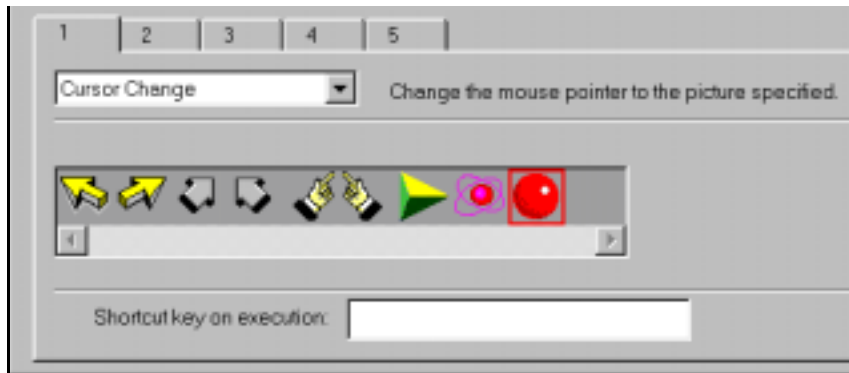 1 2 3 4 5
Cursor Change Change the mouse pointer to the picture specified.
Shortcut key on execution: